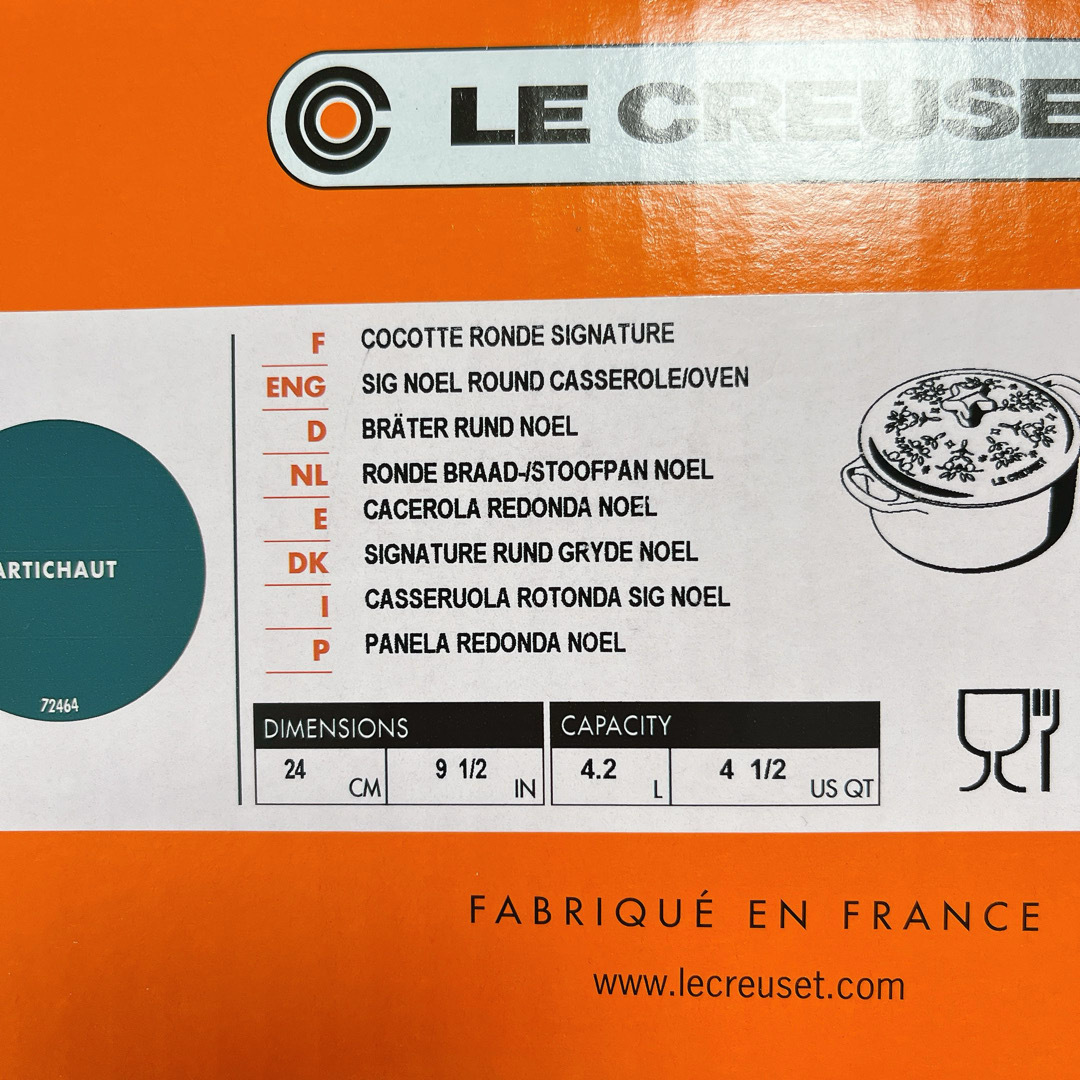 LE CREUSET
F COCOTTE RONDE SIGNATURE
ENG SIG NOEL ROUND CASSEROLE/OVEN
D BRÄTER RUND NOEL
NL RONDE BRAAD-/STOOFPAN NOEL
E CACEROLA REDONDA NOEL
DK SIGNATURE RUND GRYDE NOEL
I CASSERUOLA ROTONDA SIG NOEL
P PANELA REDONDA NOEL
LE CREUSET
ARTICHAUT
72464
DIMENSIONS CAPACITY
24 CM 9 1/2 IN 4.2 L 4 1/2 US QT
FABRIQUÉ EN FRANCE
www.lecreuset.com